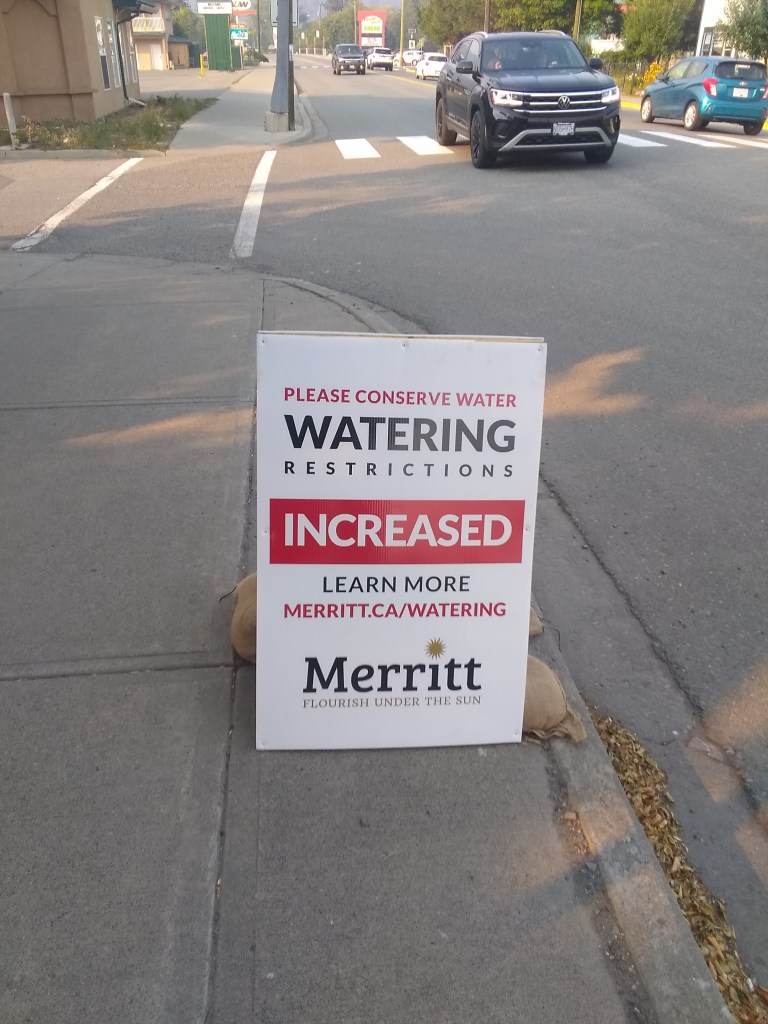 PLEASE CONSERVE WATER
WATERING
RESTRICTIONS
INCREASED
LEARN MORE
MERRITT.CA/WATERING
Merritt
FLOURISH UNDER THE SUN